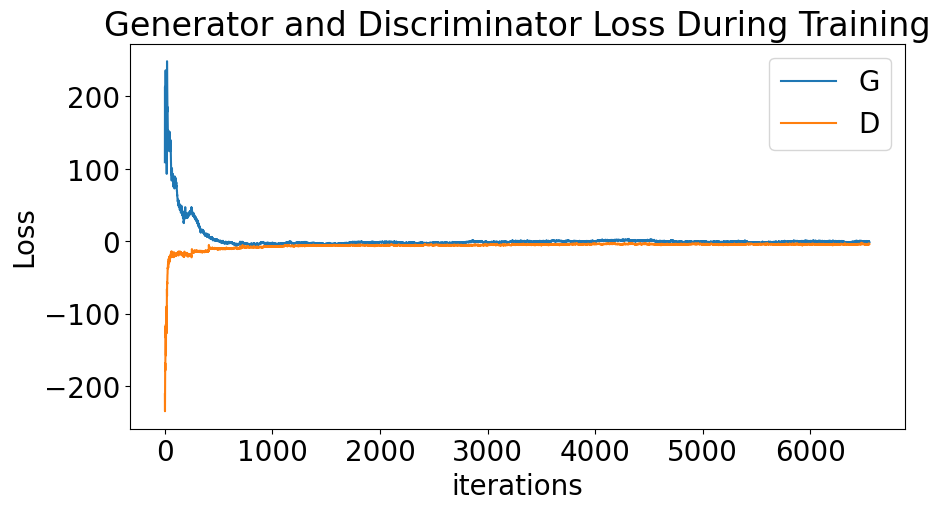 Generator and Discriminator Loss During Training
G
D
Loss
200
100
0
−100
−200
0 1000 2000 3000 4000 5000 6000
iterations